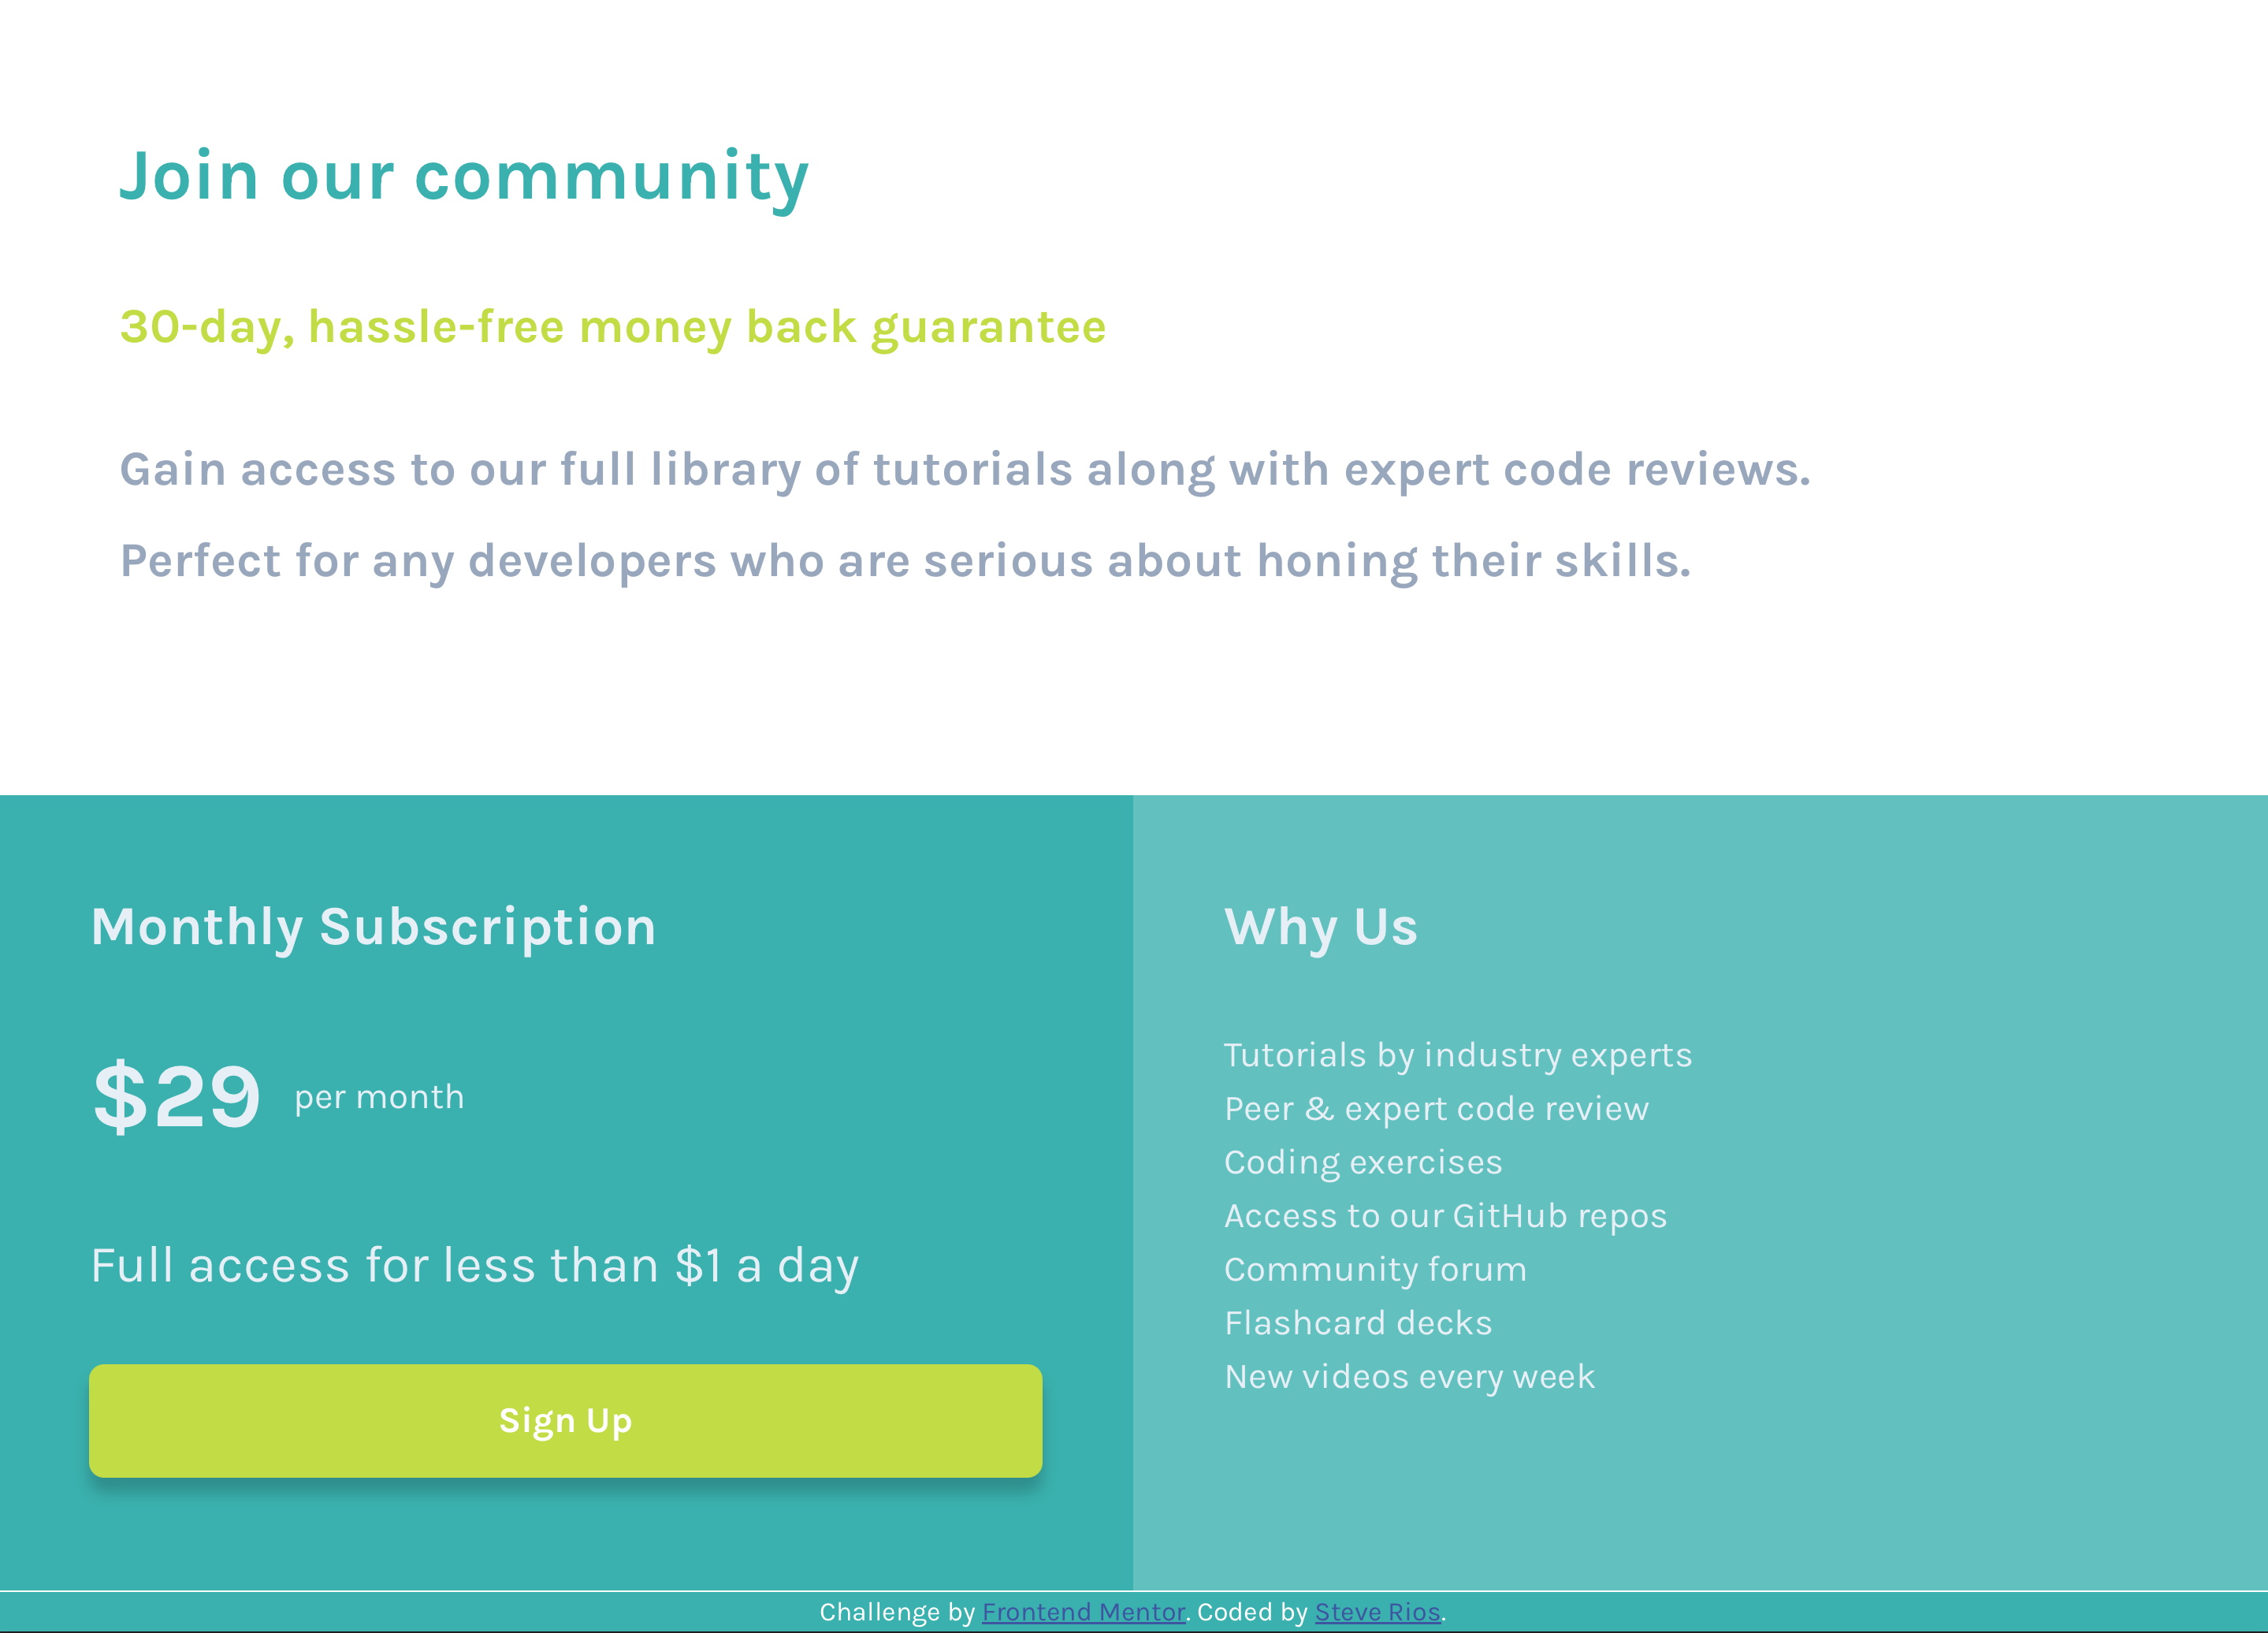 Join our community
30-day, hassle-free money back guarantee
Gain access to our full library of tutorials along with expert code reviews.
Perfect for any developers who are serious about honing their skills.
Monthly Subscription
$29 per month
Full access for less than $1 a day
Sign Up
Why Us
Tutorials by industry experts
Peer & expert code review
Coding exercises
Access to our GitHub repos
Community forum
Flashcard decks
New videos every week
Challenge by Frontend Mentor. Coded by Steve Rios.